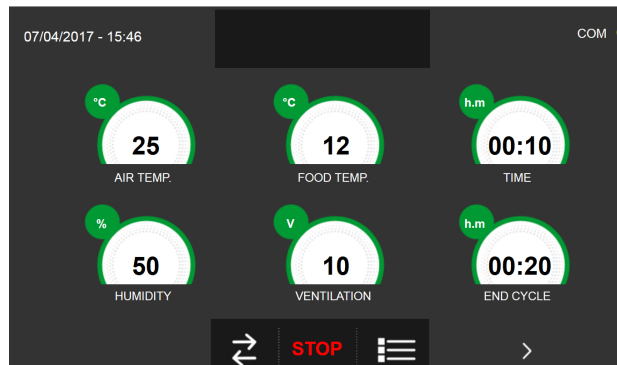 07/04/2017 - 15:46
COM
°C
°C
h.m
25
12
00:10
AIR TEMP.
FOOD TEMP.
TIME
%
V
h.m
50
10
00:20
HUMIDITY
VENTILATION
END CYCLE
STOP